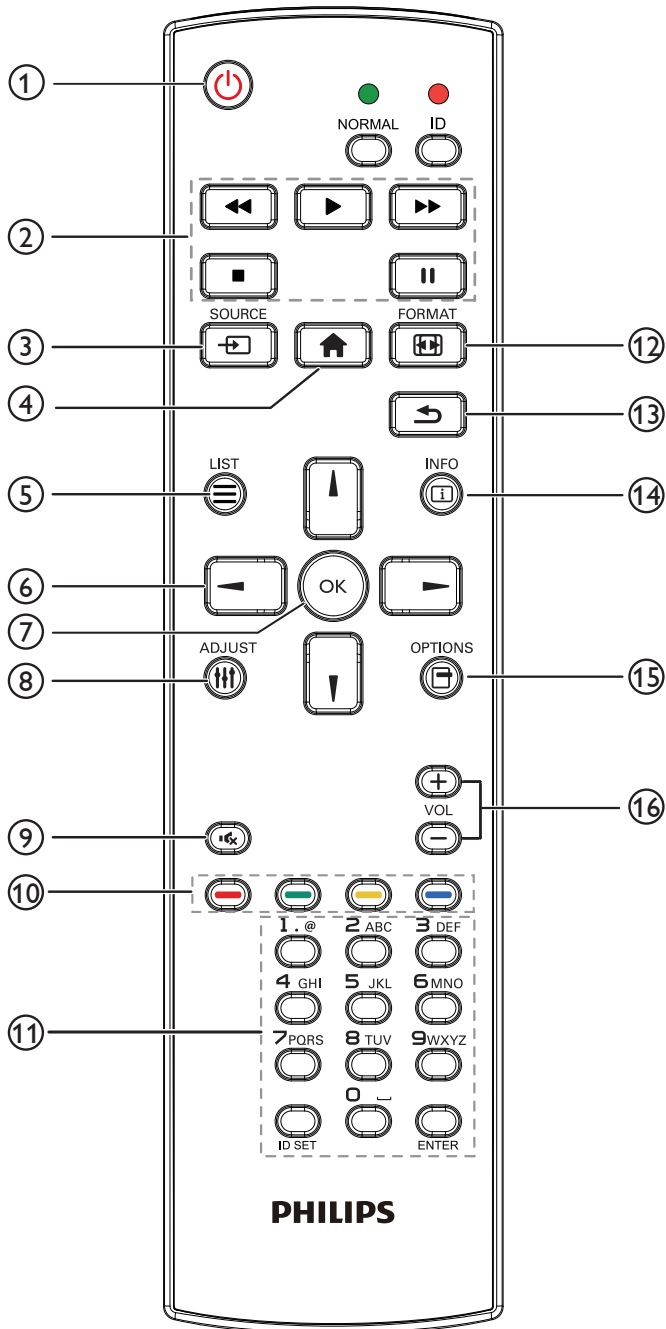 1
NORMAL ID
2
SOURCE FORMAT
3
12
4
13
LIST INFO
5
i
14
6
OK
7
ADJUST OPTIONS
8
15
VOL
16
9
10
1 . @ 2 ABC 3 DEF
4 GHI 5 JKL 6 MNO
11
7 PQRS 8 TUV 9 WXYZ
0 ⎵
ID SET ENTER
PHILIPS